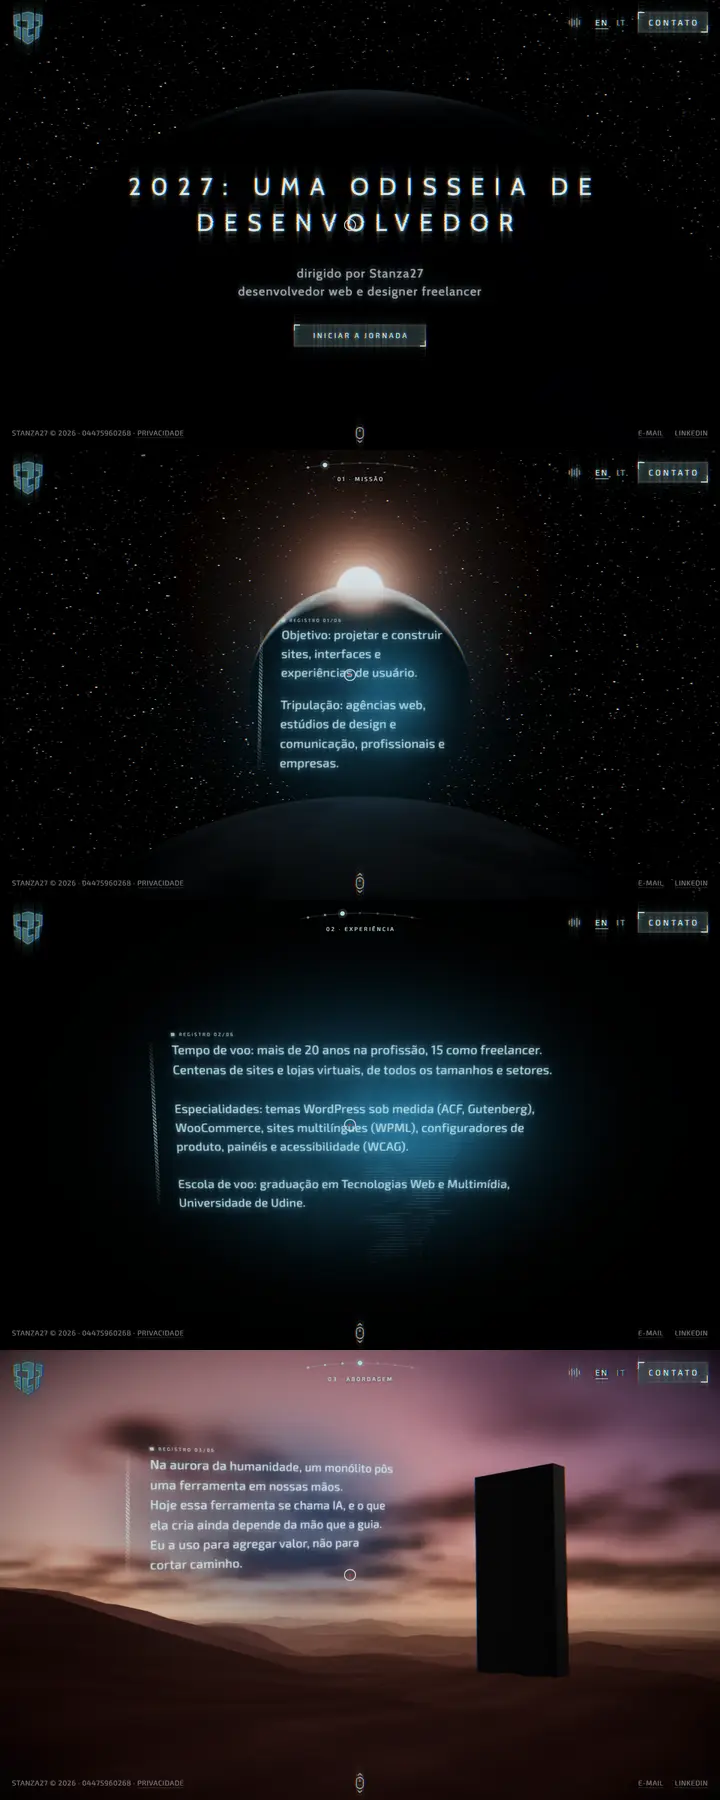 EN IT CONTATO
2027: UMA ODISSEIA DE
DESENVOLVEDOR
dirigido por Stanza27
desenvolvedor web e designer freelancer
INICIAR A JORNADA
STANZA27 © 2026 - 04475960268 - PRIVACIDADE
E-MAIL LINKEDIN
01 · MISSÃO
EN IT CONTATO
REGISTRO 01/06
Objetivo: projetar e construir
sites, interfaces e
experiências de usuário.
Tripulação: agências web,
estúdios de design e
comunicação, profissionais e
empresas.
STANZA27 © 2026 - 04475960268 - PRIVACIDADE
E-MAIL LINKEDIN
02 · EXPERIÊNCIA
EN IT CONTATO
REGISTRO 02/06
Tempo de voo: mais de 20 anos na profissão, 15 como freelancer.
Centenas de sites e lojas virtuais, de todos os tamanhos e setores.
Especialidades: temas WordPress sob medida (ACF, Gutenberg),
WooCommerce, sites multilíngues (WPML), configuradores de
produto, painéis e acessibilidade (WCAG).
Escola de voo: graduação em Tecnologias Web e Multimídia,
Universidade de Udine.
STANZA27 © 2026 - 04475960268 - PRIVACIDADE
E-MAIL LINKEDIN
03 · ABORDAGEM
EN IT CONTATO
REGISTRO 03/06
Na aurora da humanidade, um monólito pôs
uma ferramenta em nossas mãos.
Hoje essa ferramenta se chama IA, e o que
ela cria ainda depende da mão que a guia.
Eu a uso para agregar valor, não para
cortar caminho.
STANZA27 © 2026 - 04475960268 - PRIVACIDADE
E-MAIL LINKEDIN